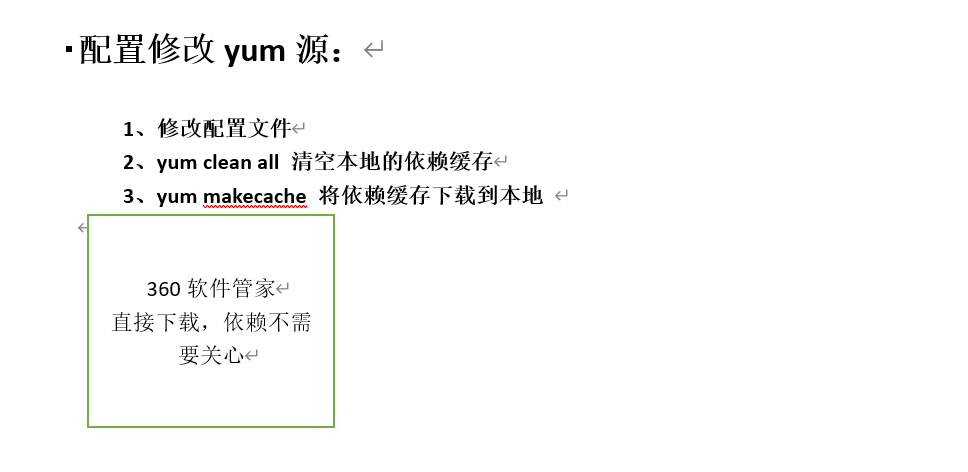 配置修改 yum 源：
1、修改配置文件
2、yum clean all 清空本地的依赖缓存
3、yum makecache 将依赖缓存下载到本地
360 软件管家
直接下载，依赖不需
要关心